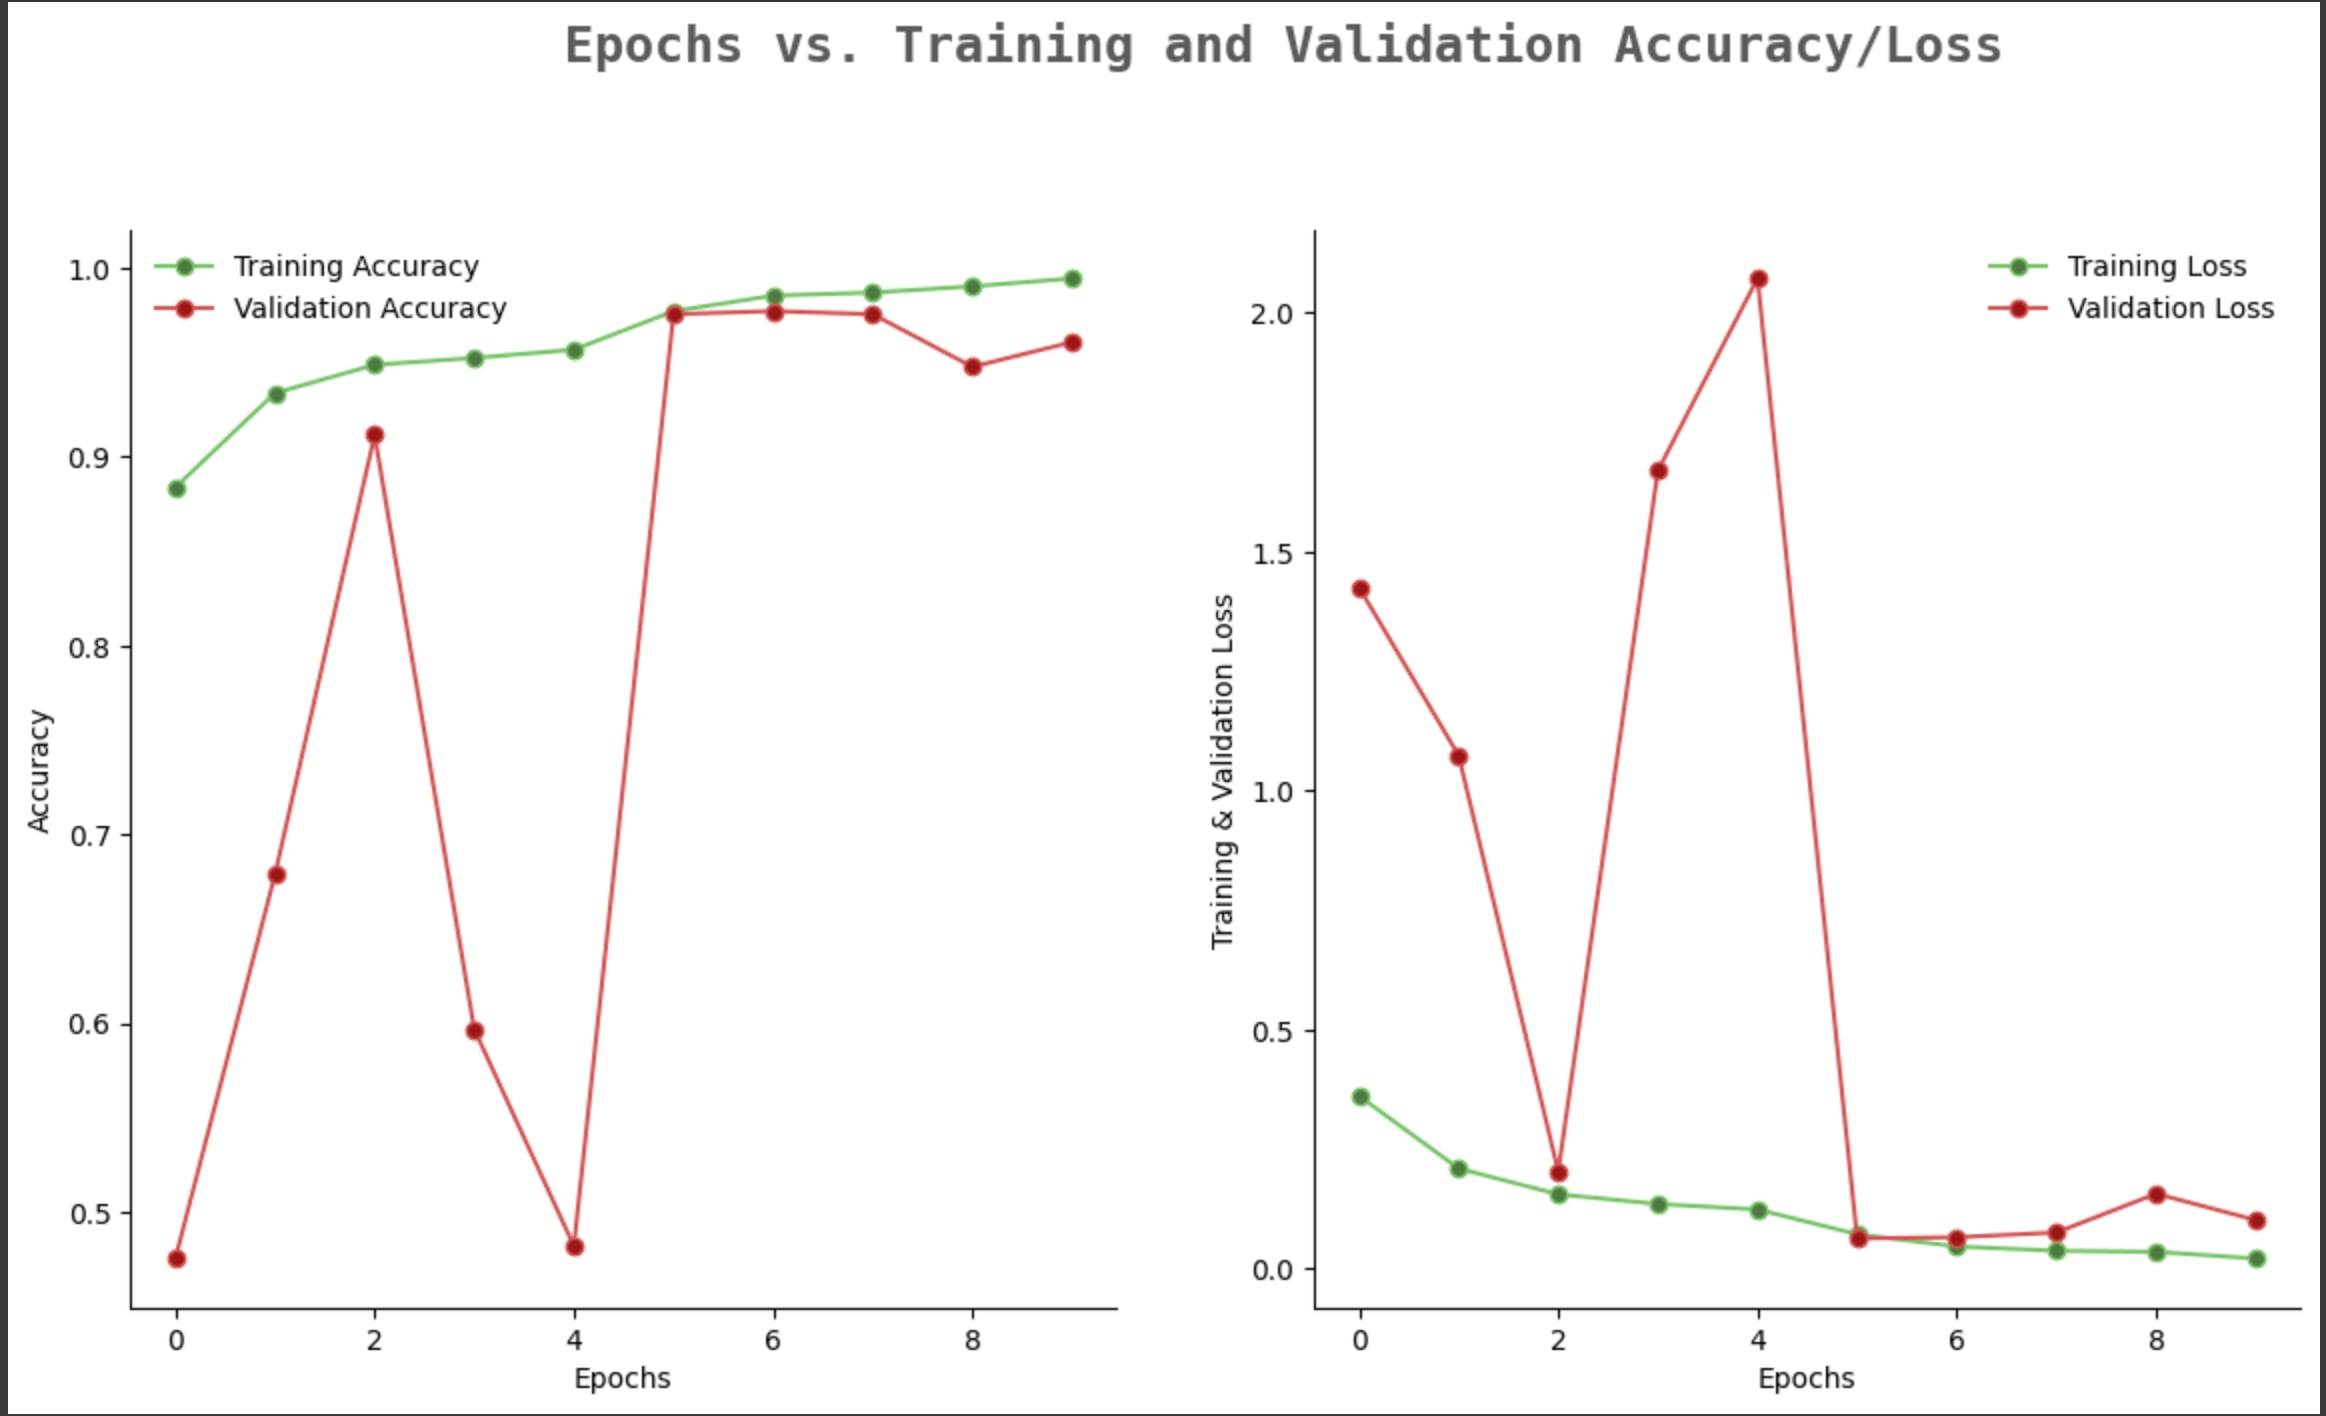 Epochs vs. Training and Validation Accuracy/Loss
Training Accuracy
Validation Accuracy
1.0
0.9
0.8
0.7
0.6
0.5
Accuracy
0 2 4 6 8
Epochs
Training Loss
Validation Loss
2.0
1.5
1.0
0.5
0.0
Training & Validation Loss
0 2 4 6 8
Epochs